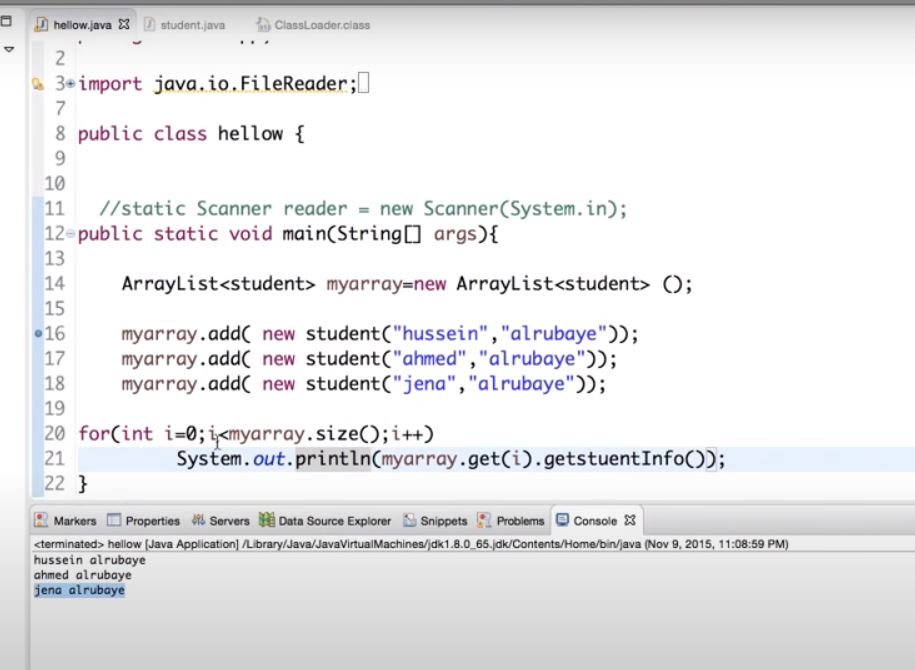 hellow.java student.java ClassLoader.class
2
3 import java.io.FileReader;
7
8 public class hellow {
9
10
11 //static Scanner reader = new Scanner(System.in);
12 public static void main(String[] args){
13
14 ArrayList<student> myarray=new ArrayList<student> ();
15
16 myarray.add( new student("hussein","alrubaye"));
17 myarray.add( new student("ahmed","alrubaye"));
18 myarray.add( new student("jena","alrubaye"));
19
20 for(int i=0;i<myarray.size();i++)
21 System.out.println(myarray.get(i).getstuentInfo());
22 }
Markers Properties Servers Data Source Explorer Snippets Problems Console
<terminated> hellow [Java Application] /Library/Java/JavaVirtualMachines/jdk1.8.0_65.jdk/Contents/Home/bin/java (Nov 9, 2015, 11:08:59 PM)
hussein alrubaye
ahmed alrubaye
jena alrubaye